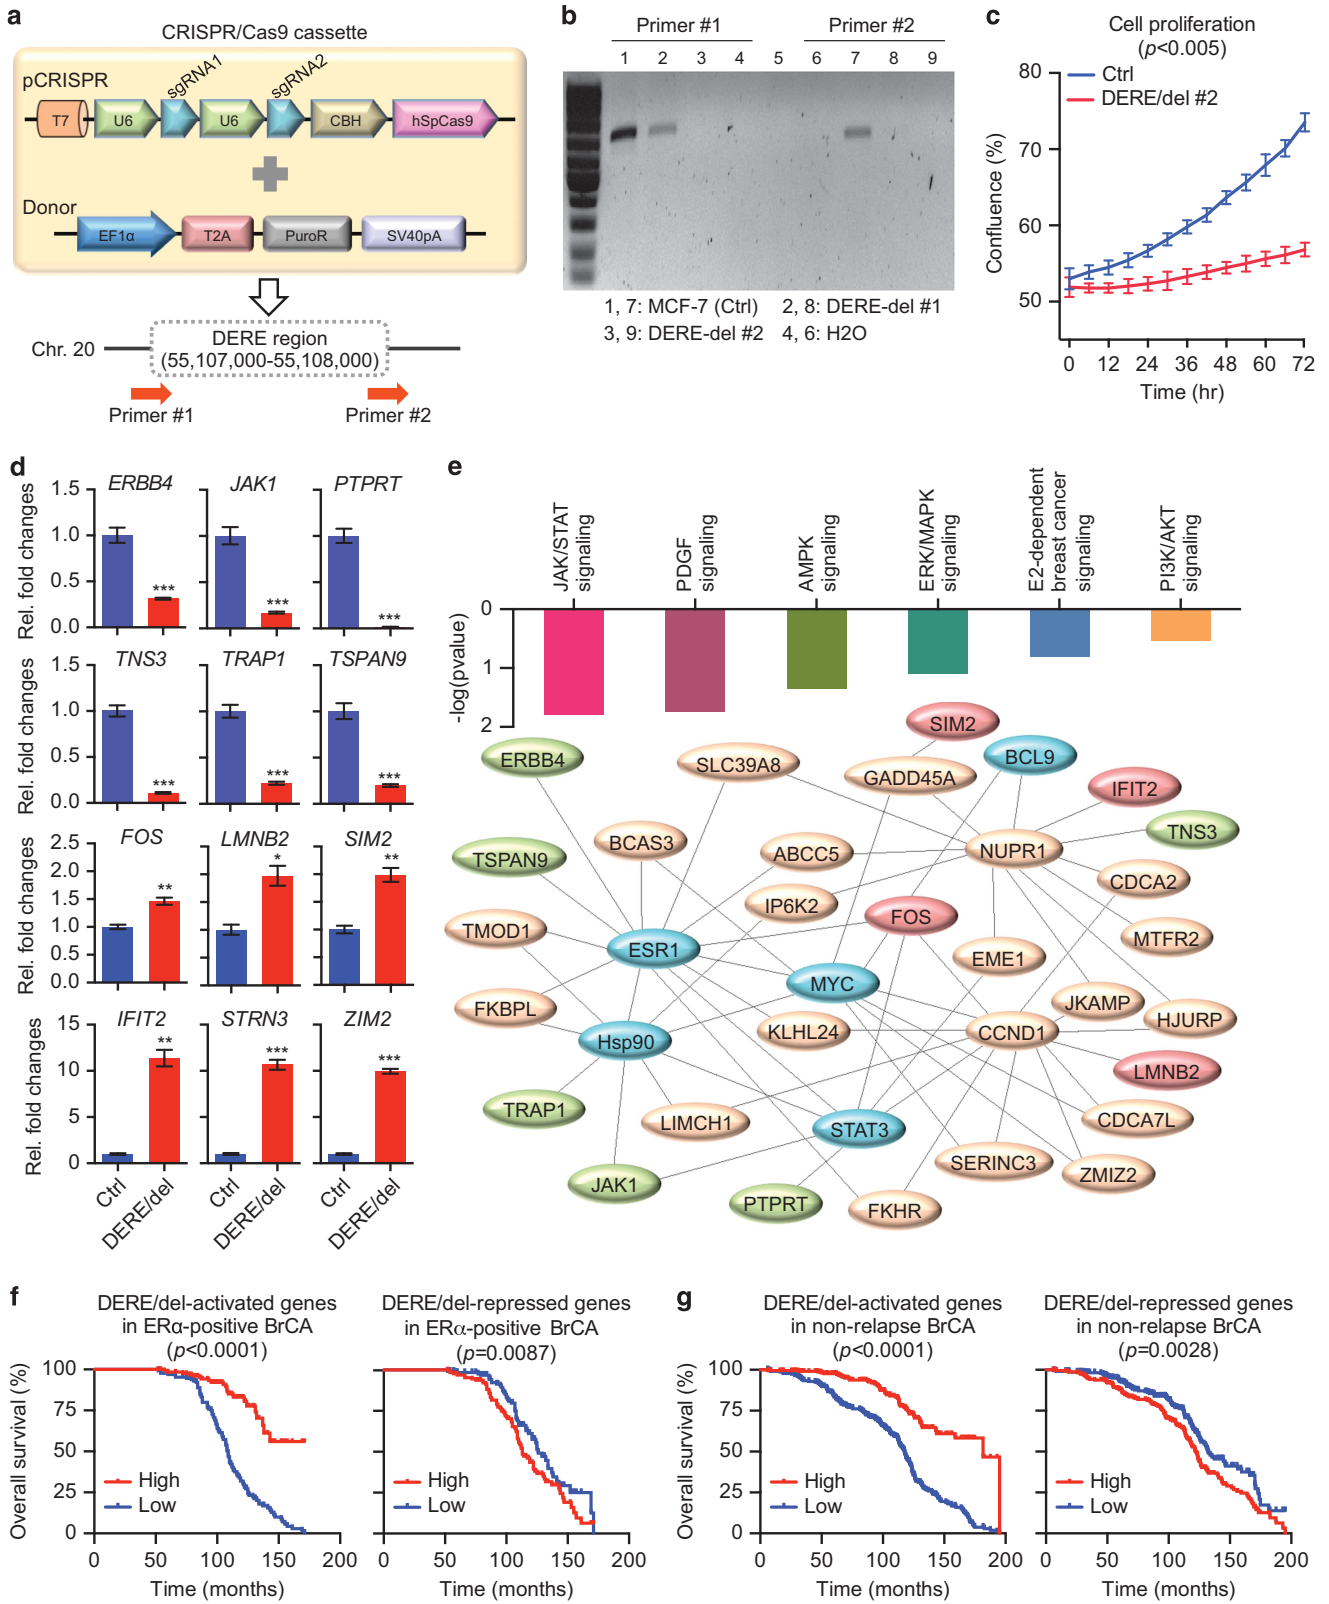 a
CRISPR/Cas9 cassette
pCRISPR
sgRNA1
sgRNA2
T7
U6
U6
CBH
hSpCas9
Donor
EF1α
T2A
PuroR
SV40pA
Chr. 20
DERE region
(55,107,000-55,108,000)
Primer #1
Primer #2
b
Primer #1
Primer #2
1 2 3 4 5 6 7 8 9
1, 7: MCF-7 (Ctrl)
2, 8: DERE-del #1
3, 9: DERE-del #2
4, 6: H2O
c
Cell proliferation
(p<0.005)
Ctrl
DERE/del #2
Confluence (%)
80
70
60
50
0 12 24 36 48 60 72
Time (hr)
d
Rel. fold changes
ERBB4
JAK1
PTPRT
1.5
1.0
0.5
0.0
***
***
***
Rel. fold changes
TNS3
TRAP1
TSPAN9
1.5
1.0
0.5
0.0
***
***
***
Rel. fold changes
FOS
LMNB2
SIM2
2.5
2.0
1.5
1.0
0.5
0.0
**
*
**
Rel. fold changes
IFIT2
STRN3
ZIM2
15
10
5
0
**
***
***
Ctrl
DERE/del
Ctrl
DERE/del
Ctrl
DERE/del
e
JAK/STAT
signaling
PDGF
signaling
AMPK
signaling
ERK/MAPK
signaling
E2-dependent
breast cancer
signaling
PI3K/AKT
signaling
-log(pvalue)
0
1
2
SIM2
ERBB4
SLC39A8
GADD45A
BCL9
IFIT2
TNS3
BCAS3
TSPAN9
ABCC5
NUPR1
CDCA2
IP6K2
FOS
TMOD1
ESR1
EME1
MTFR2
MYC
FKBPL
Hsp90
KLHL24
CCND1
JKAMP
HJURP
LMNB2
TRAP1
LIMCH1
STAT3
CDCA7L
SERINC3
ZMIZ2
JAK1
PTPRT
FKHR
f
DERE/del-activated genes
in ERα-positive BrCA
(p<0.0001)
Overall survival (%)
100
75
50
25
0
High
Low
0 50 100 150 200
Time (months)
DERE/del-repressed genes
in ERα-positive BrCA
(p=0.0087)
High
Low
0 50 100 150 200
Time (months)
g
DERE/del-activated genes
in non-relapse BrCA
(p<0.0001)
Overall survival (%)
100
75
50
25
0
High
Low
0 50 100 150 200
Time (months)
DERE/del-repressed genes
in non-relapse BrCA
(p=0.0028)
High
Low
0 50 100 150 200
Time (months)